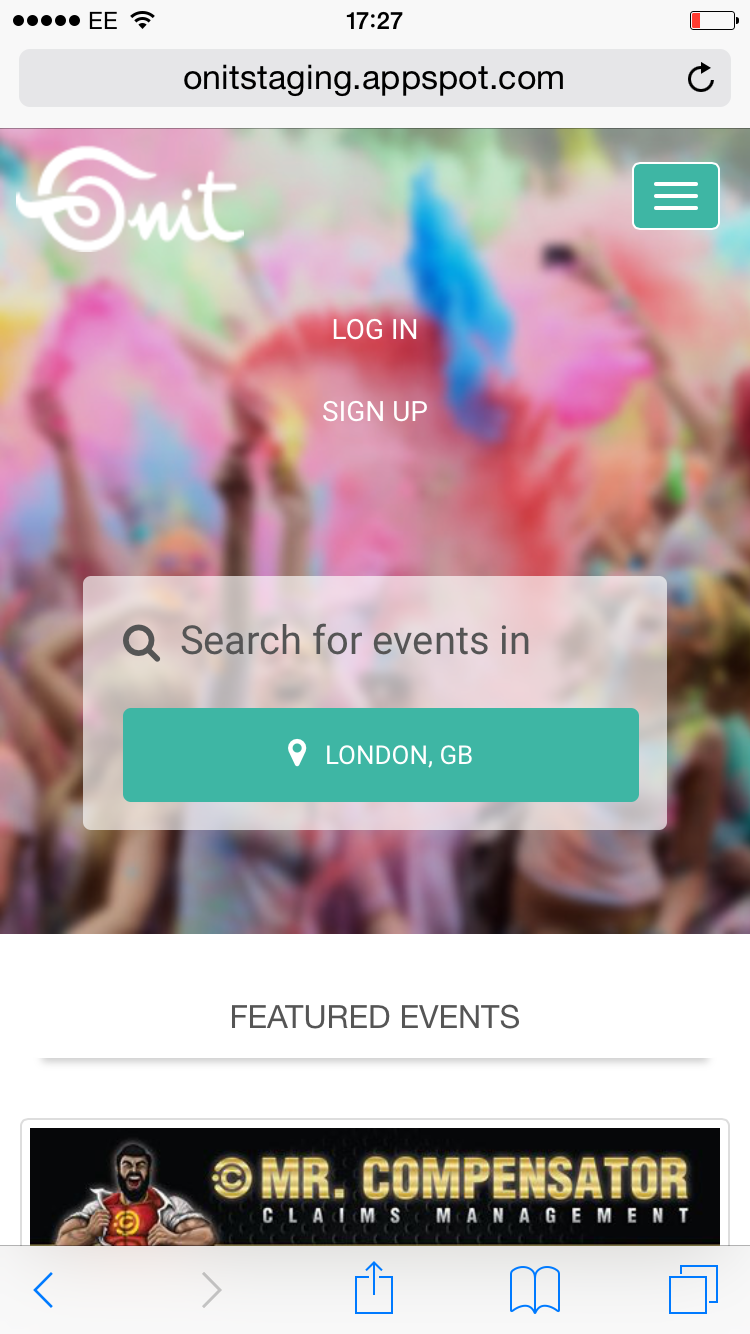 EE 17:27
onitstaging.appspot.com
Onit
LOG IN
SIGN UP
Search for events in
LONDON, GB
FEATURED EVENTS
MR. COMPENSATOR
CLAIMS MANAGEMENT